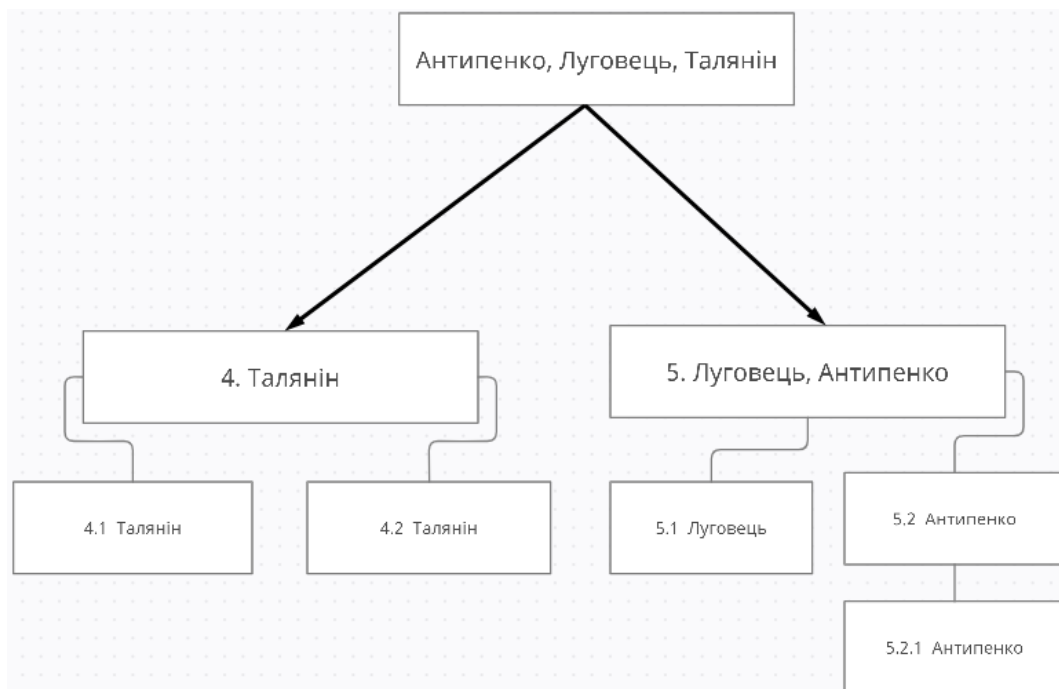 Антипенко, Луговець, Талянін
4. Талянін
5. Луговець, Антипенко
4.1 Талянін
4.2 Талянін
5.1 Луговець
5.2 Антипенко
5.2.1 Антипенко